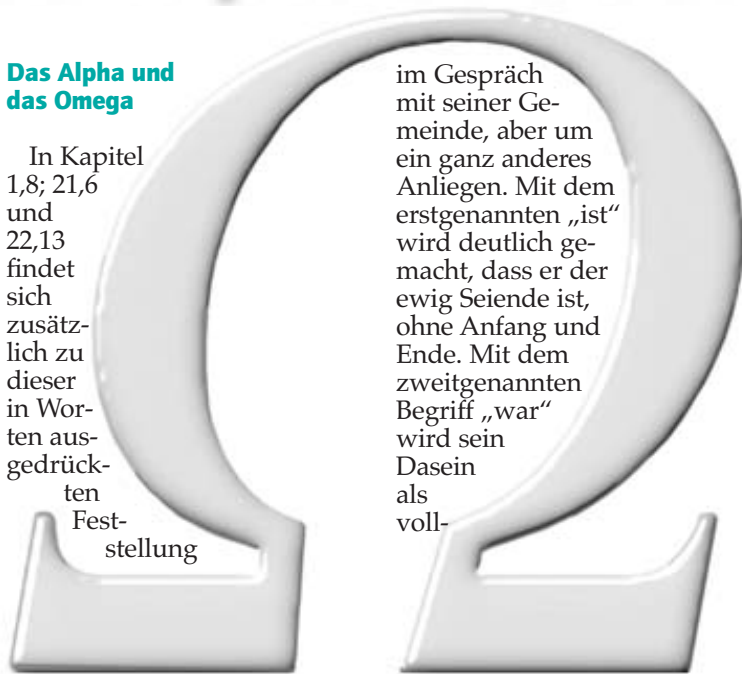 Das Alpha und
das Omega
In Kapitel
1,8; 21,6
und
22,13
findet
sich
zusätz-
lich zu
dieser
in Wor-
ten aus-
gedrück-
ten
Fest-
stellung
im Gespräch
mit seiner Ge-
meinde, aber um
ein ganz anderes
Anliegen. Mit dem
erstgenannten „ist“
wird deutlich ge-
macht, dass er der
ewig Seiende ist,
ohne Anfang und
Ende. Mit dem
zweitgenannten
Begriff „war“
wird sein
Dasein
als
voll-